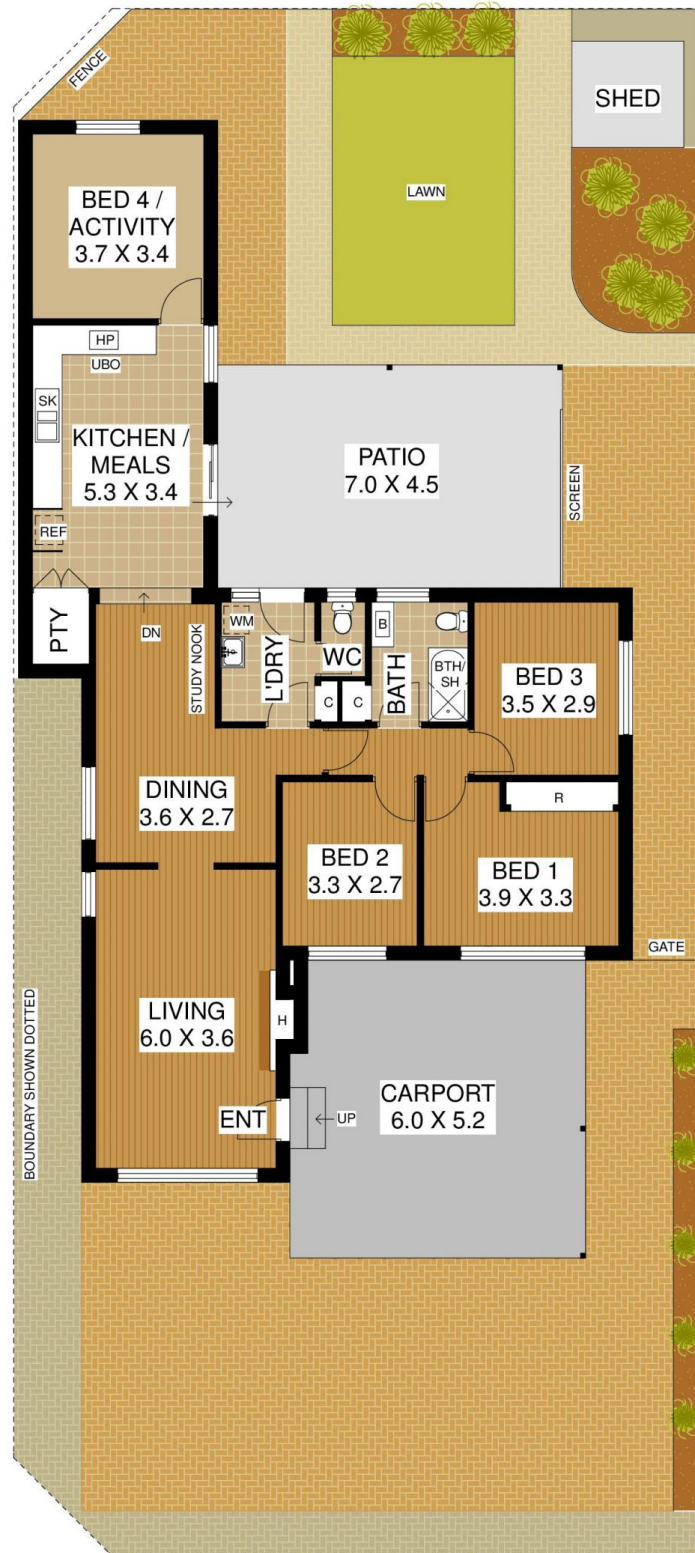 FENCE
SHED
BED 4 /
ACTIVITY
3.7 X 3.4
LAWN
HP
UBO
SK
KITCHEN /
MEALS
5.3 X 3.4
PATIO
7.0 X 4.5
SCREEN
REF
PTY
DN
STUDY NOOK
WM
L'DRY
WC
C
C
B
BATH
BTH/
SH
BED 3
3.5 X 2.9
DINING
3.6 X 2.7
R
BED 2
3.3 X 2.7
BED 1
3.9 X 3.3
GATE
BOUNDARY SHOWN DOTTED
LIVING
6.0 X 3.6
H
CARPORT
6.0 X 5.2
ENT
UP